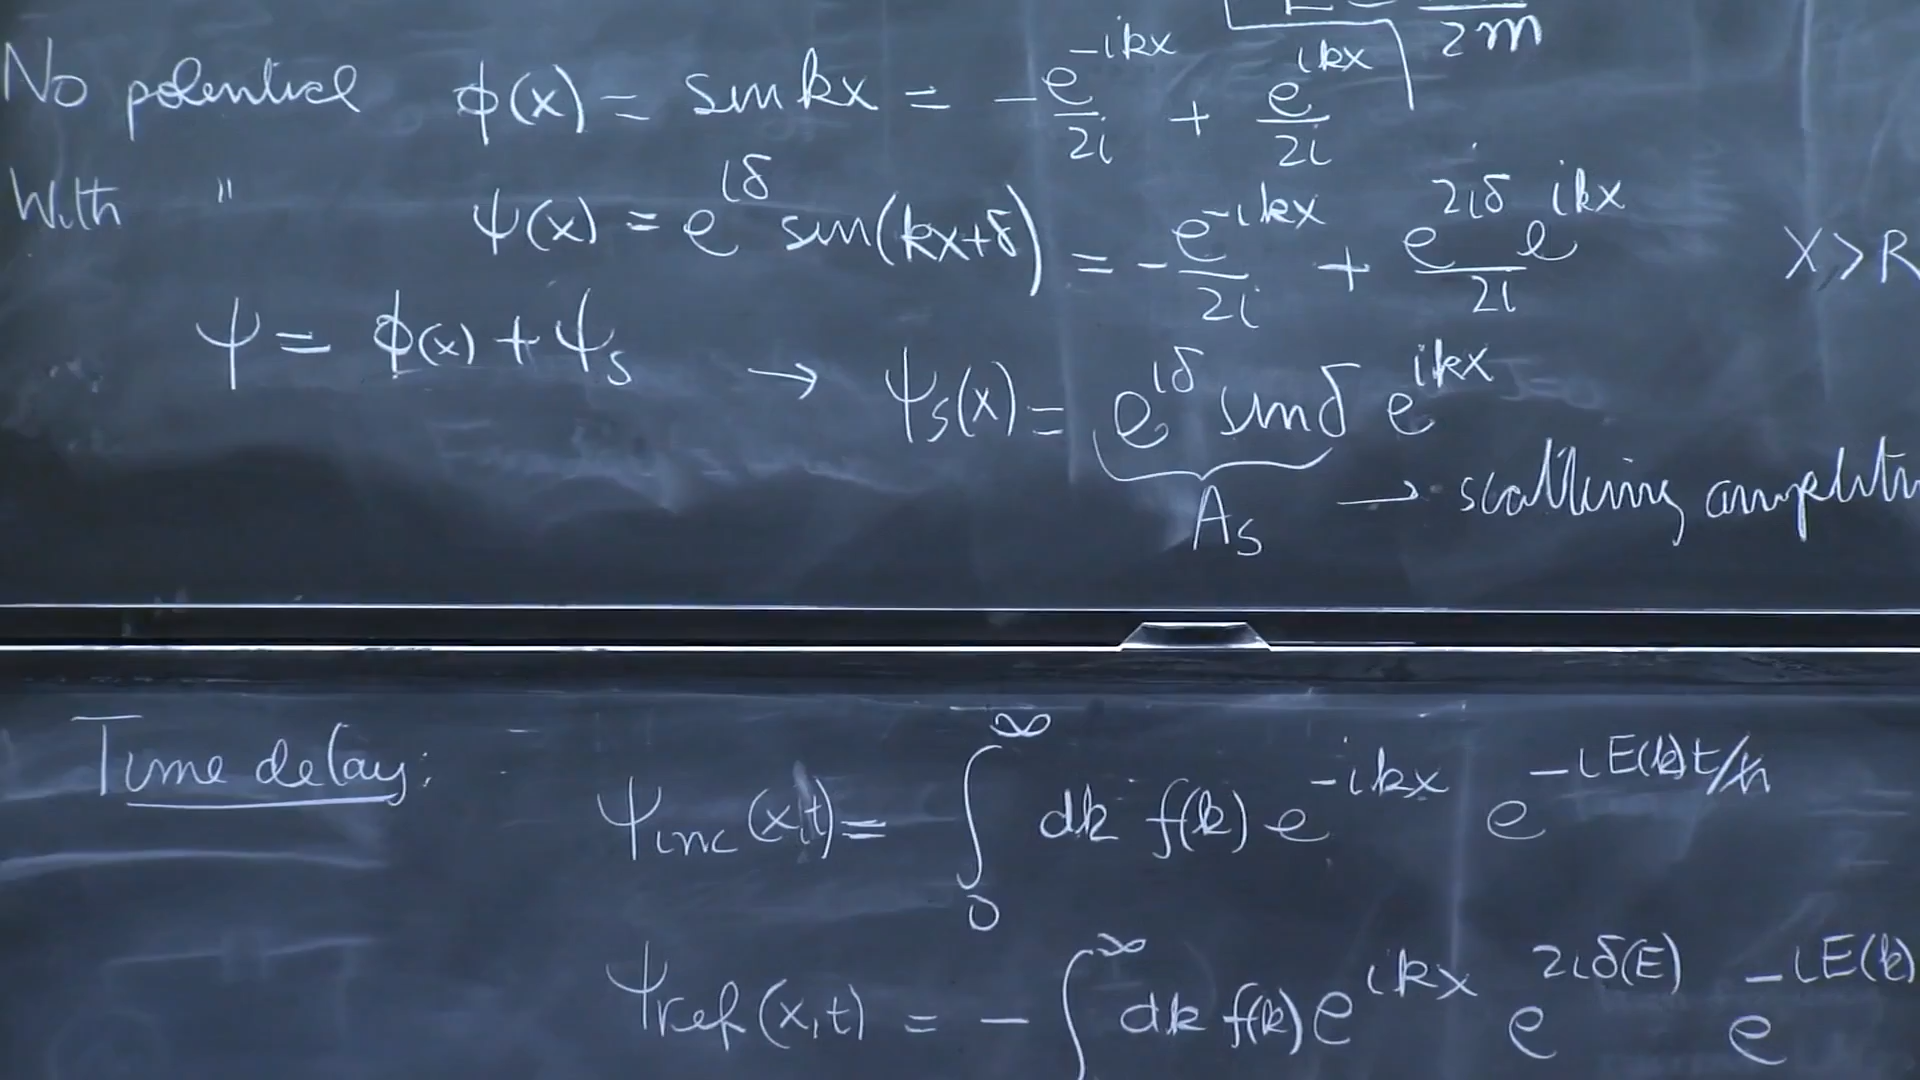 2m
No potential φ(x) = sin kx = - e^{-ikx}/2i + e^{ikx}/2i
With " ψ(x) = e^{iδ} sin(kx+δ) = - e^{-ikx}/2i + e^{2iδ} e^{ikx}/2i X > R
ψ = φ(x) + ψ_s → ψ_s(x) = e^{iδ} sin δ e^{ikx}
A_s → scattering amplitu
Time delay: ψ_inc(x,t) = ∫_0^∞ dk f(k) e^{-ikx} e^{-iE(k)t/ħ}
ψ_ref(x,t) = - ∫^∞ dk f(k) e^{ikx} e^{2iδ(E)} e^{-iE(k)